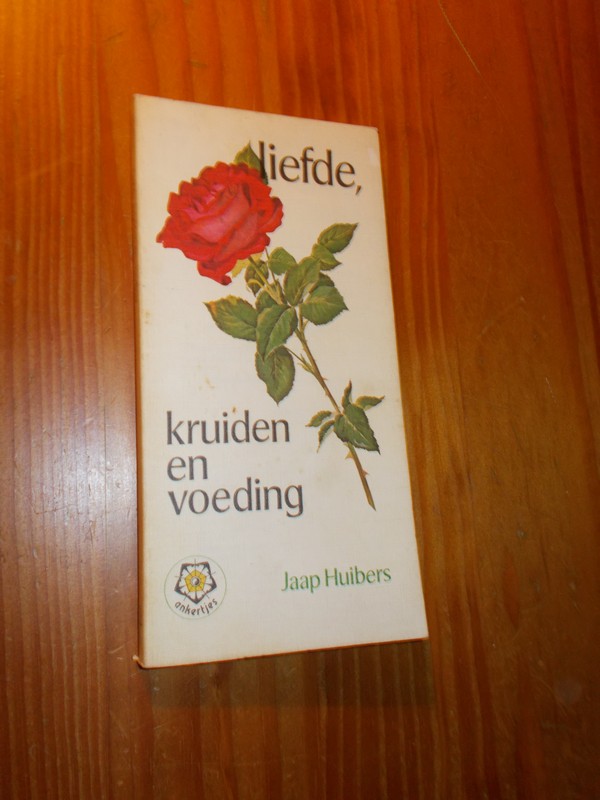 liefde,
kruiden
en
voeding
Jaap Huibers
ankertjes